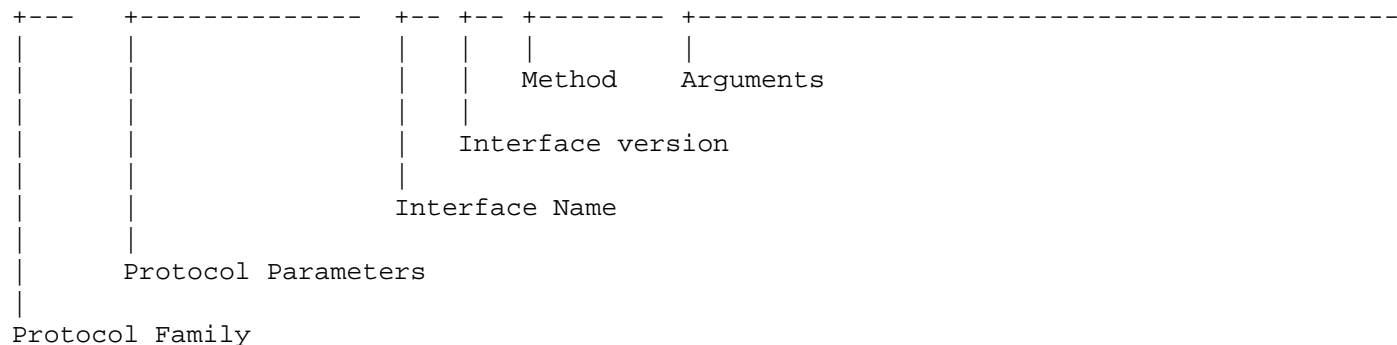 +---   +--------------  +-- +-- +-------- +--------------------------------------------
|      |                |   |   |         |
|      |                |   |   Method    Arguments
|      |                |   |
|      |                |   Interface version
|      |                |
|      |                Interface Name
|      |
|      Protocol Parameters
|
Protocol Family